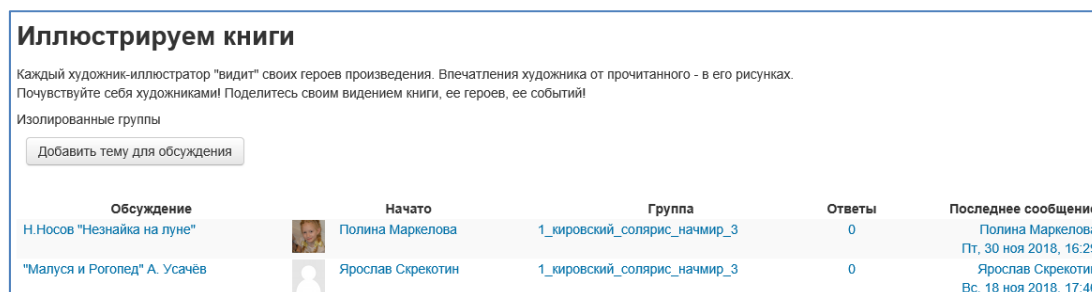 Иллюстрируем книги
Каждый художник-иллюстратор "видит" своих героев произведения. Впечатления художника от прочитанного - в его рисунках.
Почувствуйте себя художниками! Поделитесь своим видением книги, ее героев, ее событий!
Изолированные группы
Добавить тему для обсуждения
Обсуждение Начато Группа Ответы Последнее сообщение
Н.Носов "Незнайка на луне" Полина Маркелова 1_кировский_солярис_начмир_3 0 Полина Маркелова
Пт, 30 ноя 2018, 16:29
"Малуся и Рогопед" А. Усачёв Ярослав Скрекотин 1_кировский_солярис_начмир_3 0 Ярослав Скрекотин
Вс, 18 ноя 2018, 17:40